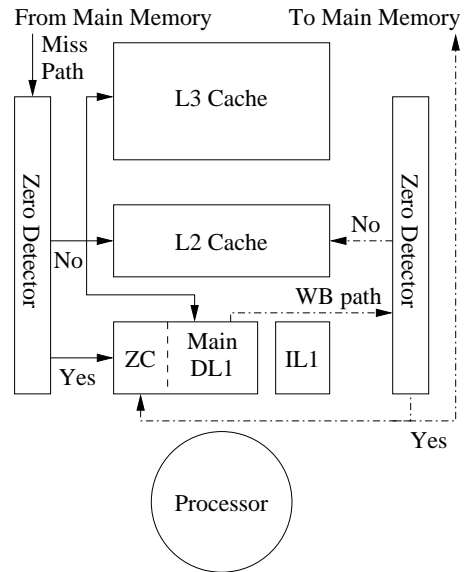 From Main Memory
To Main Memory
Miss
Path
L3 Cache
Zero Detector
Zero Detector
L2 Cache
No
No
WB path
ZC
Main
DL1
IL1
Yes
Yes
Processor